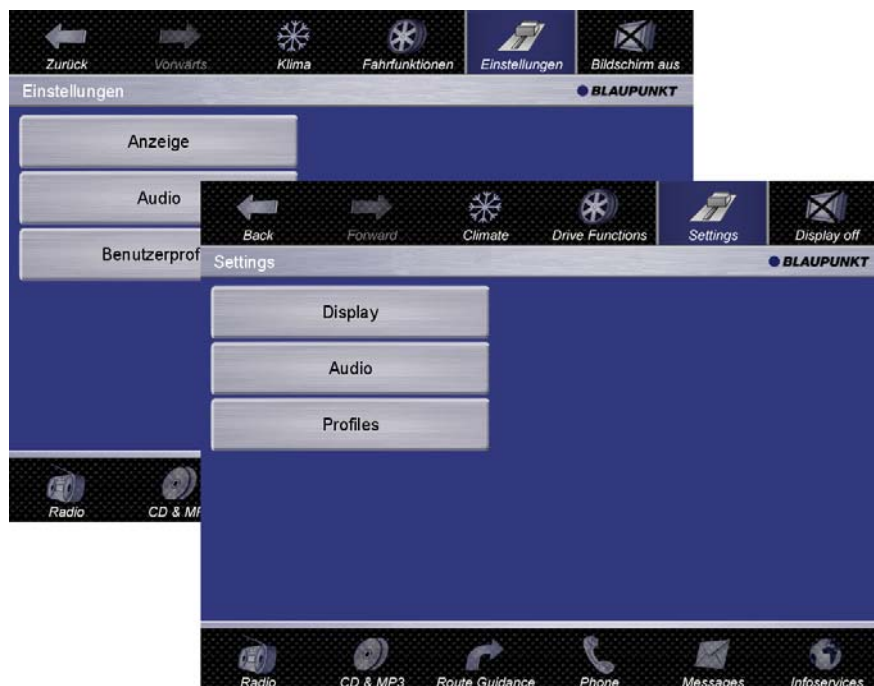 Zurück Vorwärts Klima Fahrfunktionen Einstellungen Bildschirm aus
Einstellungen BLAUPUNKT
Anzeige
Audio
Benutzerprof
Radio CD & MP
Back Forward Climate Drive Functions Settings Display off
Settings BLAUPUNKT
Display
Audio
Profiles
Radio CD & MP3 Route Guidance Phone Messages Infoservices